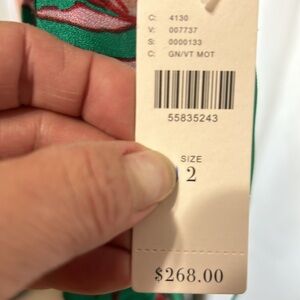 C: 4130
V: 007737
S: 0000133
C: GN/VT MOT
55835243
SIZE
2
$268.00